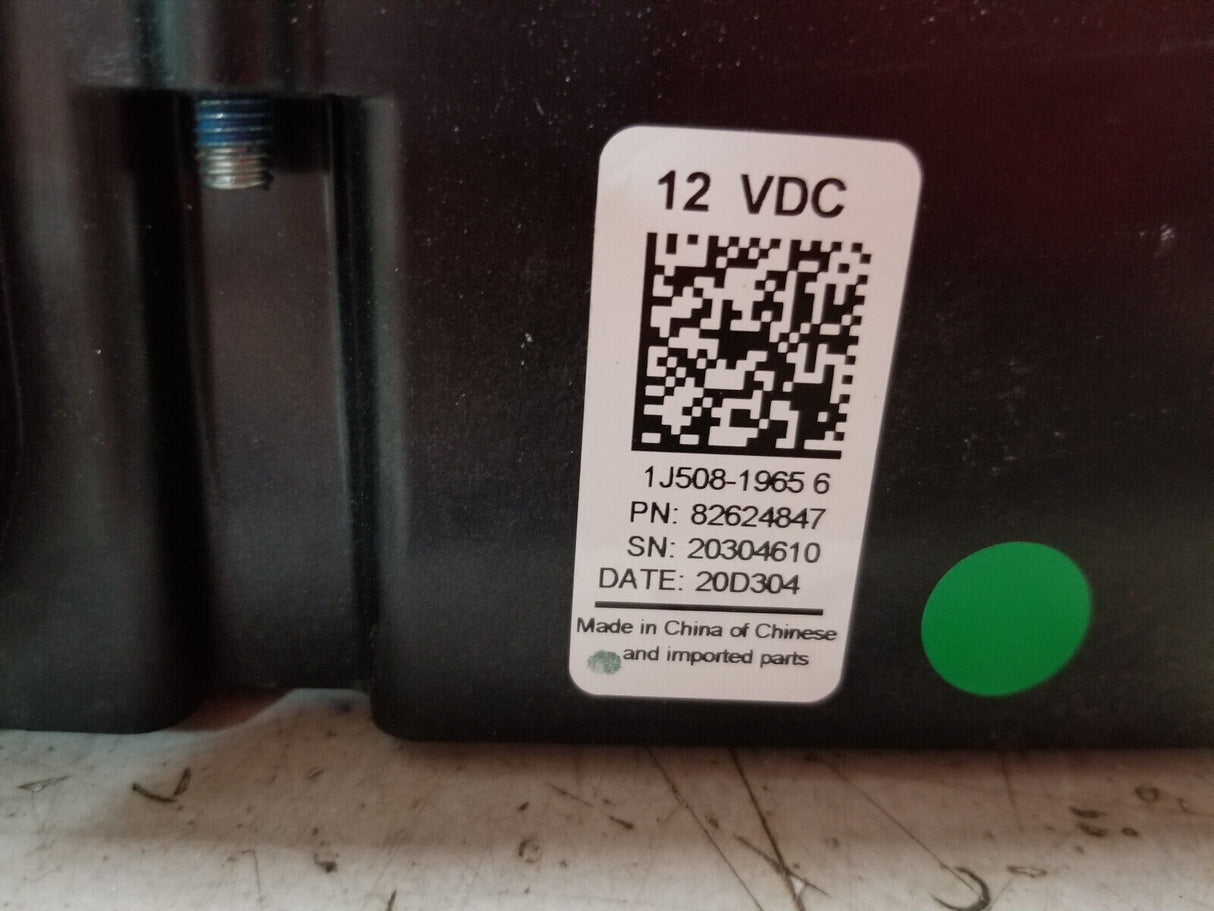 12 VDC
1J508-1965 6
PN: 82624847
SN: 20304610
DATE: 20D304
Made in China of Chinese
and imported parts